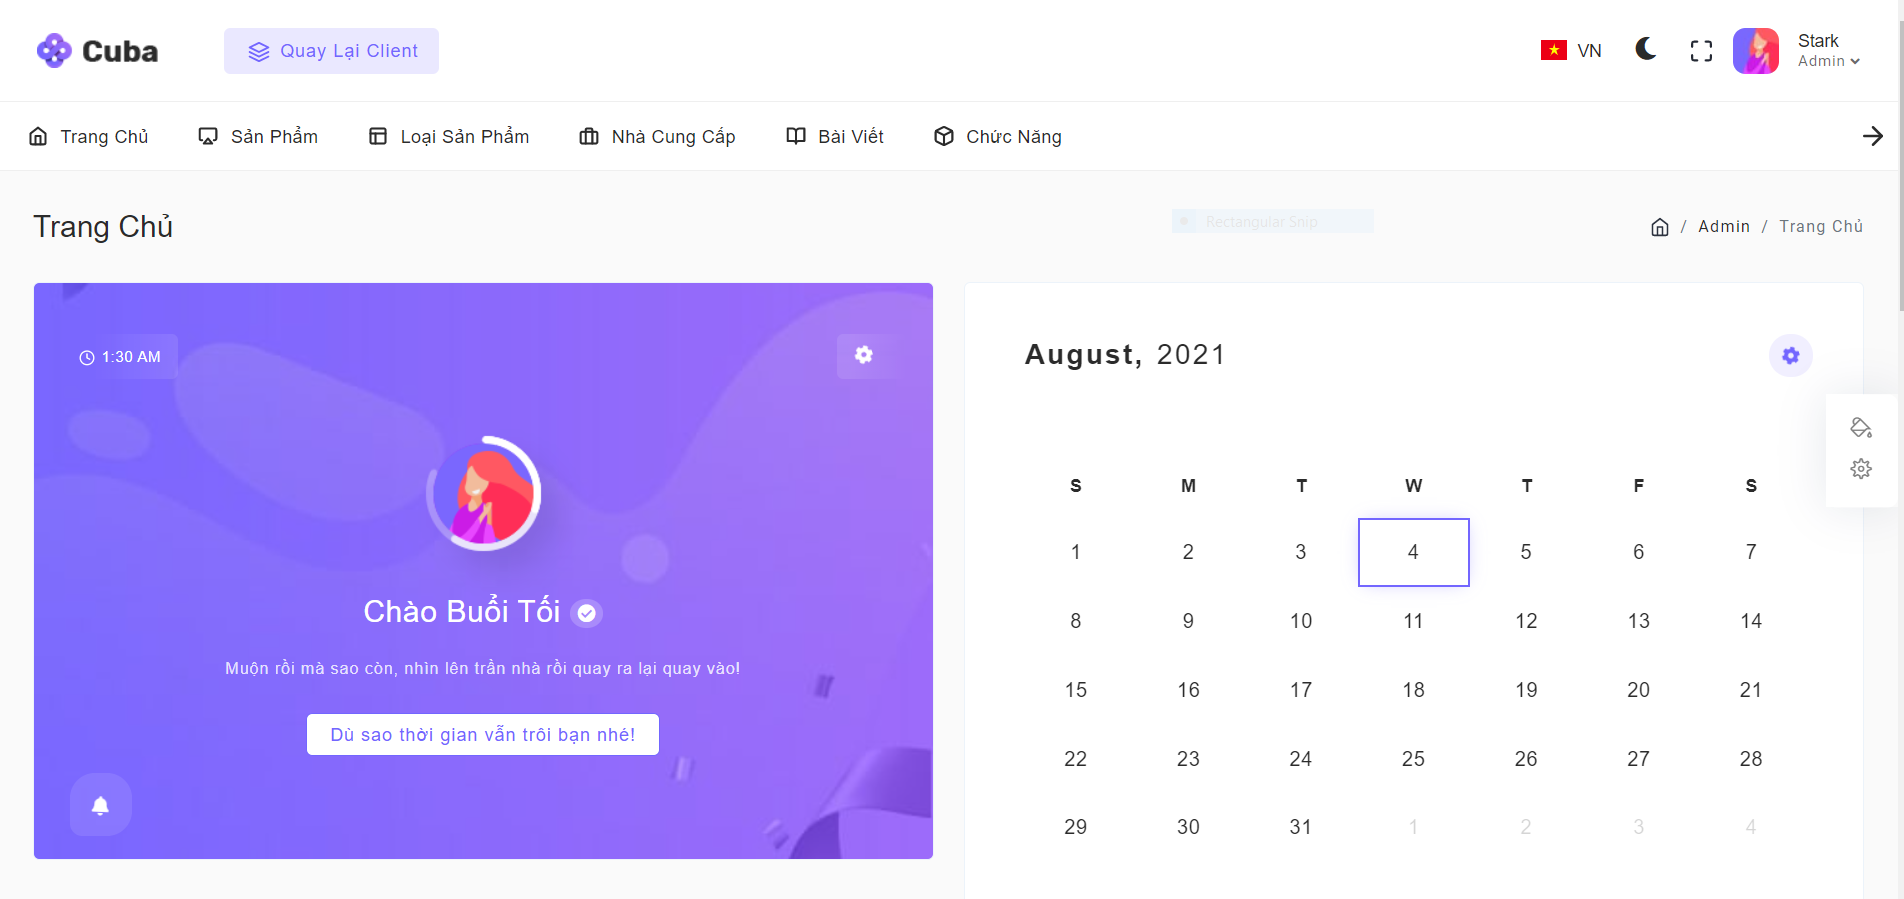 Cuba
Quay Lại Client
VN
Stark
Admin
Trang Chủ
Sản Phẩm
Loại Sản Phẩm
Nhà Cung Cấp
Bài Viết
Chức Năng
Trang Chủ
Rectangular Snip
/ Admin / Trang Chủ
1:30 AM
Chào Buổi Tối
Muộn rồi mà sao còn, nhìn lên trần nhà rồi quay ra lại quay vào!
Dù sao thời gian vẫn trôi bạn nhé!
August, 2021
S M T W T F S
1 2 3 4 5 6 7
8 9 10 11 12 13 14
15 16 17 18 19 20 21
22 23 24 25 26 27 28
29 30 31 1 2 3 4